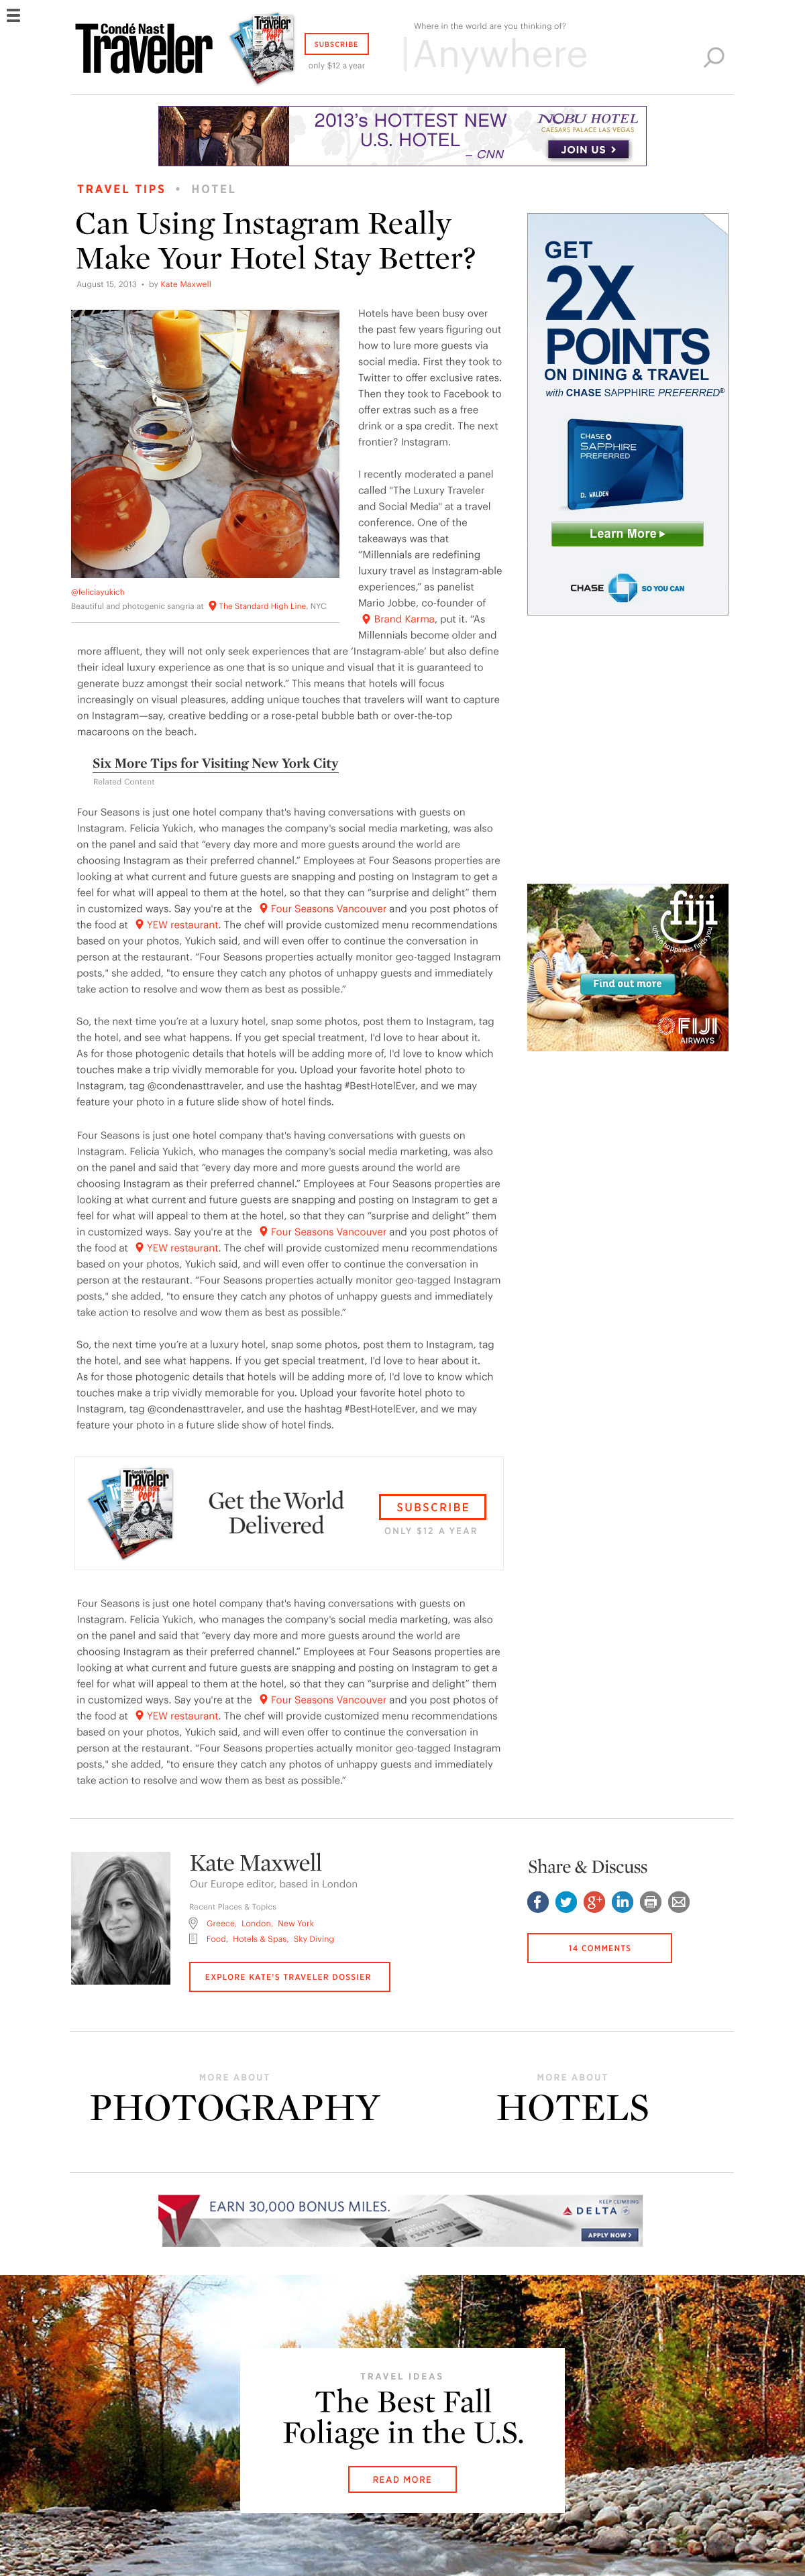 Condé Nast
Traveler
SUBSCRIBE
only $12 a year
Where in the world are you thinking of?
Anywhere
2013's HOTTEST NEW
U.S. HOTEL
– CNN
NOBU HOTEL
CAESARS PALACE LAS VEGAS
JOIN US >
TRAVEL TIPS • HOTEL
Can Using Instagram Really
Make Your Hotel Stay Better?
August 15, 2013 • by Kate Maxwell
@feliciayukich
Beautiful and photogenic sangria at The Standard High Line, NYC
Hotels have been busy over
the past few years figuring out
how to lure more guests via
social media. First they took to
Twitter to offer exclusive rates.
Then they took to Facebook to
offer extras such as a free
drink or a spa credit. The next
frontier? Instagram.
I recently moderated a panel
called "The Luxury Traveler
and Social Media" at a travel
conference. One of the
takeaways was that
"Millennials are redefining
luxury travel as Instagram-able
experiences," as panelist
Mario Jobbe, co-founder of
Brand Karma, put it. "As
Millennials become older and
more affluent, they will not only seek experiences that are 'Instagram-able' but also define
their ideal luxury experience as one that is so unique and visual that it is guaranteed to
generate buzz amongst their social network." This means that hotels will focus
increasingly on visual pleasures, adding unique touches that travelers will want to capture
on Instagram—say, creative bedding or a rose-petal bubble bath or over-the-top
macaroons on the beach.
Six More Tips for Visiting New York City
Related Content
Four Seasons is just one hotel company that's having conversations with guests on
Instagram. Felicia Yukich, who manages the company's social media marketing, was also
on the panel and said that "every day more and more guests around the world are
choosing Instagram as their preferred channel." Employees at Four Seasons properties are
looking at what current and future guests are snapping and posting on Instagram to get a
feel for what will appeal to them at the hotel, so that they can "surprise and delight" them
in customized ways. Say you're at the Four Seasons Vancouver and you post photos of
the food at YEW restaurant. The chef will provide customized menu recommendations
based on your photos, Yukich said, and will even offer to continue the conversation in
person at the restaurant. "Four Seasons properties actually monitor geo-tagged Instagram
posts," she added, "to ensure they catch any photos of unhappy guests and immediately
take action to resolve and wow them as best as possible."
So, the next time you're at a luxury hotel, snap some photos, post them to Instagram, tag
the hotel, and see what happens. If you get special treatment, I'd love to hear about it.
As for those photogenic details that hotels will be adding more of, I'd love to know which
touches make a trip vividly memorable for you. Upload your favorite hotel photo to
Instagram, tag @condenasttraveler, and use the hashtag #BestHotelEver, and we may
feature your photo in a future slide show of hotel finds.
Four Seasons is just one hotel company that's having conversations with guests on
Instagram. Felicia Yukich, who manages the company's social media marketing, was also
on the panel and said that "every day more and more guests around the world are
choosing Instagram as their preferred channel." Employees at Four Seasons properties are
looking at what current and future guests are snapping and posting on Instagram to get a
feel for what will appeal to them at the hotel, so that they can "surprise and delight" them
in customized ways. Say you're at the Four Seasons Vancouver and you post photos of
the food at YEW restaurant. The chef will provide customized menu recommendations
based on your photos, Yukich said, and will even offer to continue the conversation in
person at the restaurant. "Four Seasons properties actually monitor geo-tagged Instagram
posts," she added, "to ensure they catch any photos of unhappy guests and immediately
take action to resolve and wow them as best as possible."
So, the next time you're at a luxury hotel, snap some photos, post them to Instagram, tag
the hotel, and see what happens. If you get special treatment, I'd love to hear about it.
As for those photogenic details that hotels will be adding more of, I'd love to know which
touches make a trip vividly memorable for you. Upload your favorite hotel photo to
Instagram, tag @condenasttraveler, and use the hashtag #BestHotelEver, and we may
feature your photo in a future slide show of hotel finds.
Traveler
Get the World
Delivered
SUBSCRIBE
ONLY $12 A YEAR
Four Seasons is just one hotel company that's having conversations with guests on
Instagram. Felicia Yukich, who manages the company's social media marketing, was also
on the panel and said that "every day more and more guests around the world are
choosing Instagram as their preferred channel." Employees at Four Seasons properties are
looking at what current and future guests are snapping and posting on Instagram to get a
feel for what will appeal to them at the hotel, so that they can "surprise and delight" them
in customized ways. Say you're at the Four Seasons Vancouver and you post photos of
the food at YEW restaurant. The chef will provide customized menu recommendations
based on your photos, Yukich said, and will even offer to continue the conversation in
person at the restaurant. "Four Seasons properties actually monitor geo-tagged Instagram
posts," she added, "to ensure they catch any photos of unhappy guests and immediately
take action to resolve and wow them as best as possible."
GET
2X
POINTS
ON DINING & TRAVEL
with CHASE SAPPHIRE PREFERRED®
CHASE
SAPPHIRE
PREFERRED
D. WALDEN
Learn More
CHASE SO YOU CAN
fiji
where happiness finds you
Find out more
FIJI
AIRWAYS
Kate Maxwell
Our Europe editor, based in London
Recent Places & Topics
Greece, London, New York
Food, Hotels & Spas, Sky Diving
EXPLORE KATE'S TRAVELER DOSSIER
Share & Discuss
f
g+
in
14 COMMENTS
MORE ABOUT
PHOTOGRAPHY
MORE ABOUT
HOTELS
EARN 30,000 BONUS MILES.
KEEP CLIMBING
DELTA
APPLY NOW >
TRAVEL IDEAS
The Best Fall
Foliage in the U.S.
READ MORE